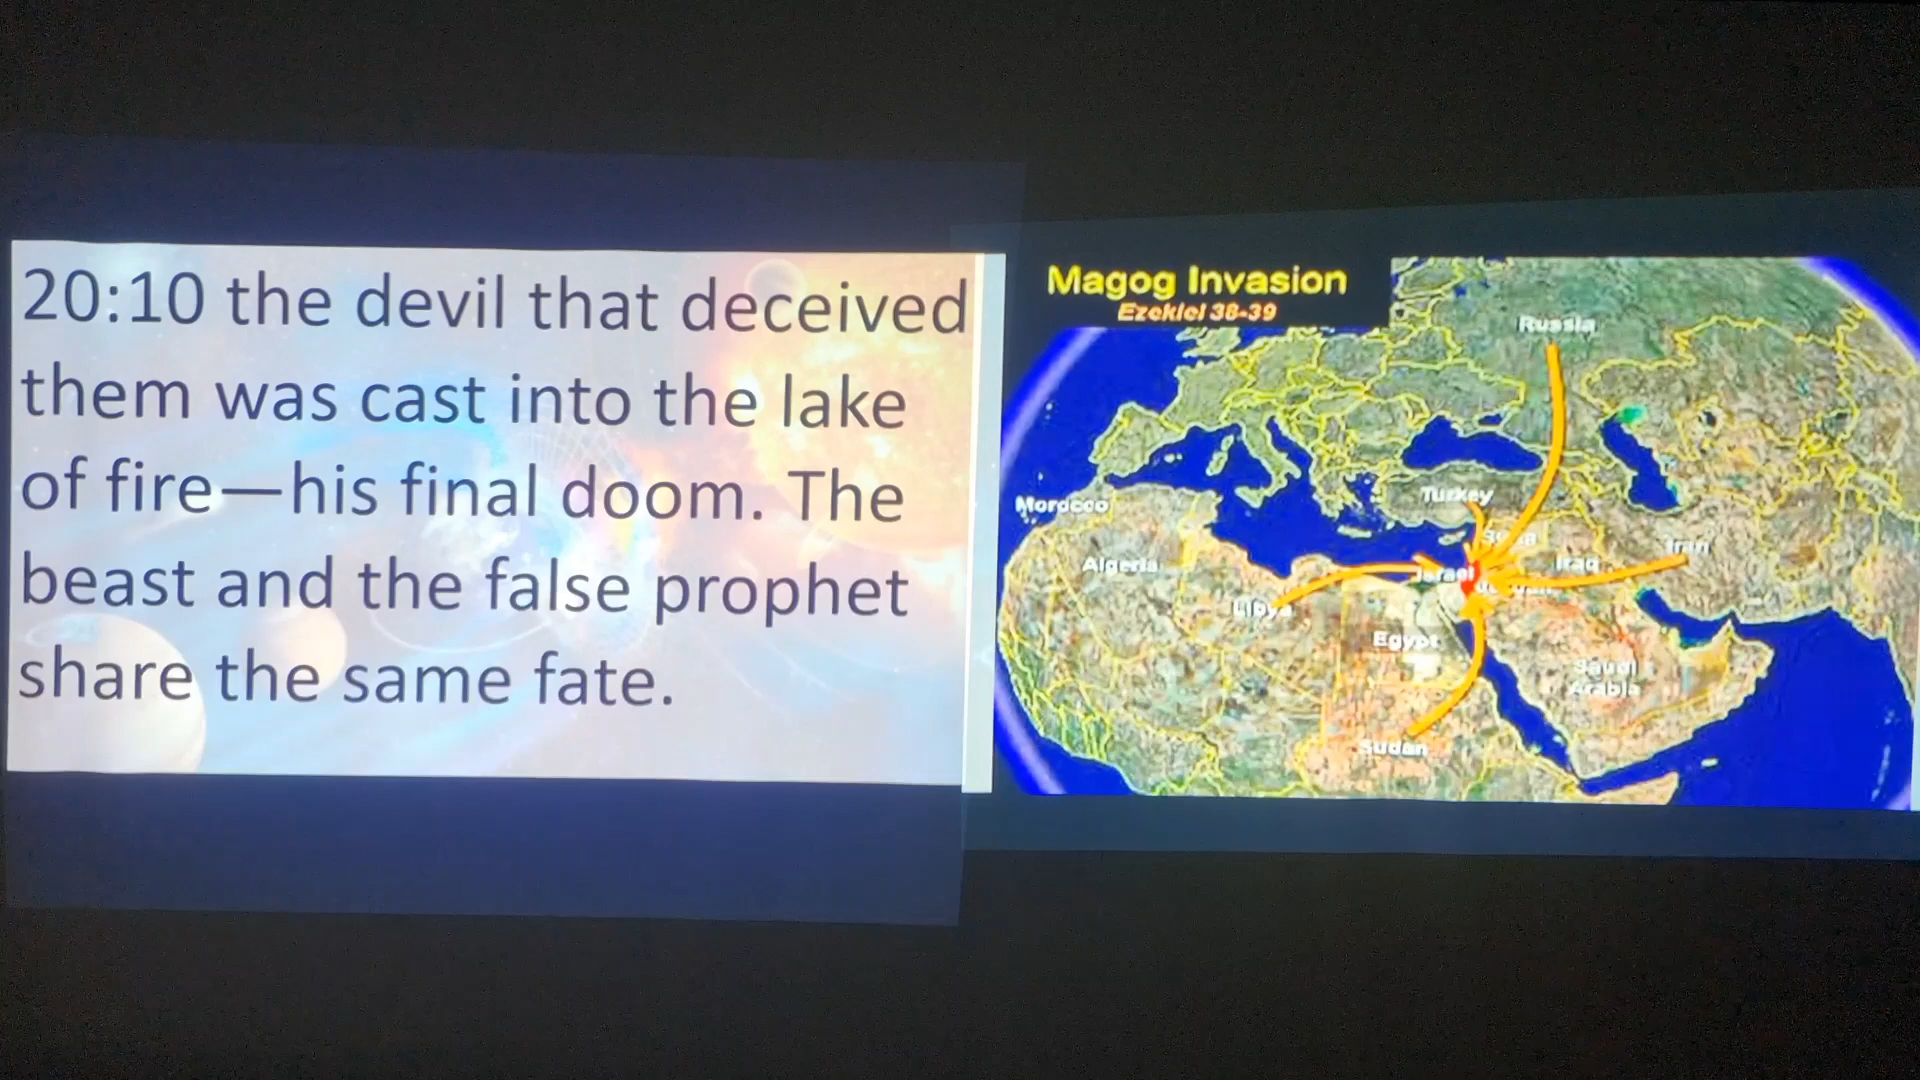 20:10 the devil that deceived
them was cast into the lake
of fire—his final doom. The
beast and the false prophet
share the same fate.
Magog Invasion
Ezekiel 38-39
Russia
Turkey
Morocco
Iran
Algeria
Iraq
Israel
Libya
Egypt
Saudi
Arabia
Sudan